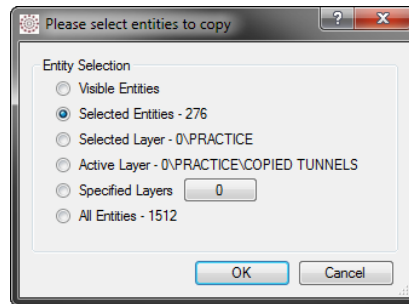 Please select entities to copy
Entity Selection
Visible Entities
Selected Entities - 276
Selected Layer - 0\PRACTICE
Active Layer - 0\PRACTICE\COPIED TUNNELS
Specified Layers 0
All Entities - 1512
OK Cancel